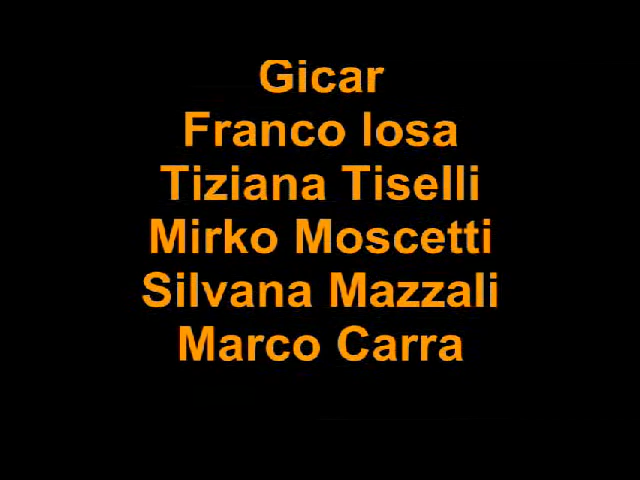 Gicar
Franco Iosa
Tiziana Tiselli
Mirko Moscetti
Silvana Mazzali
Marco Carra